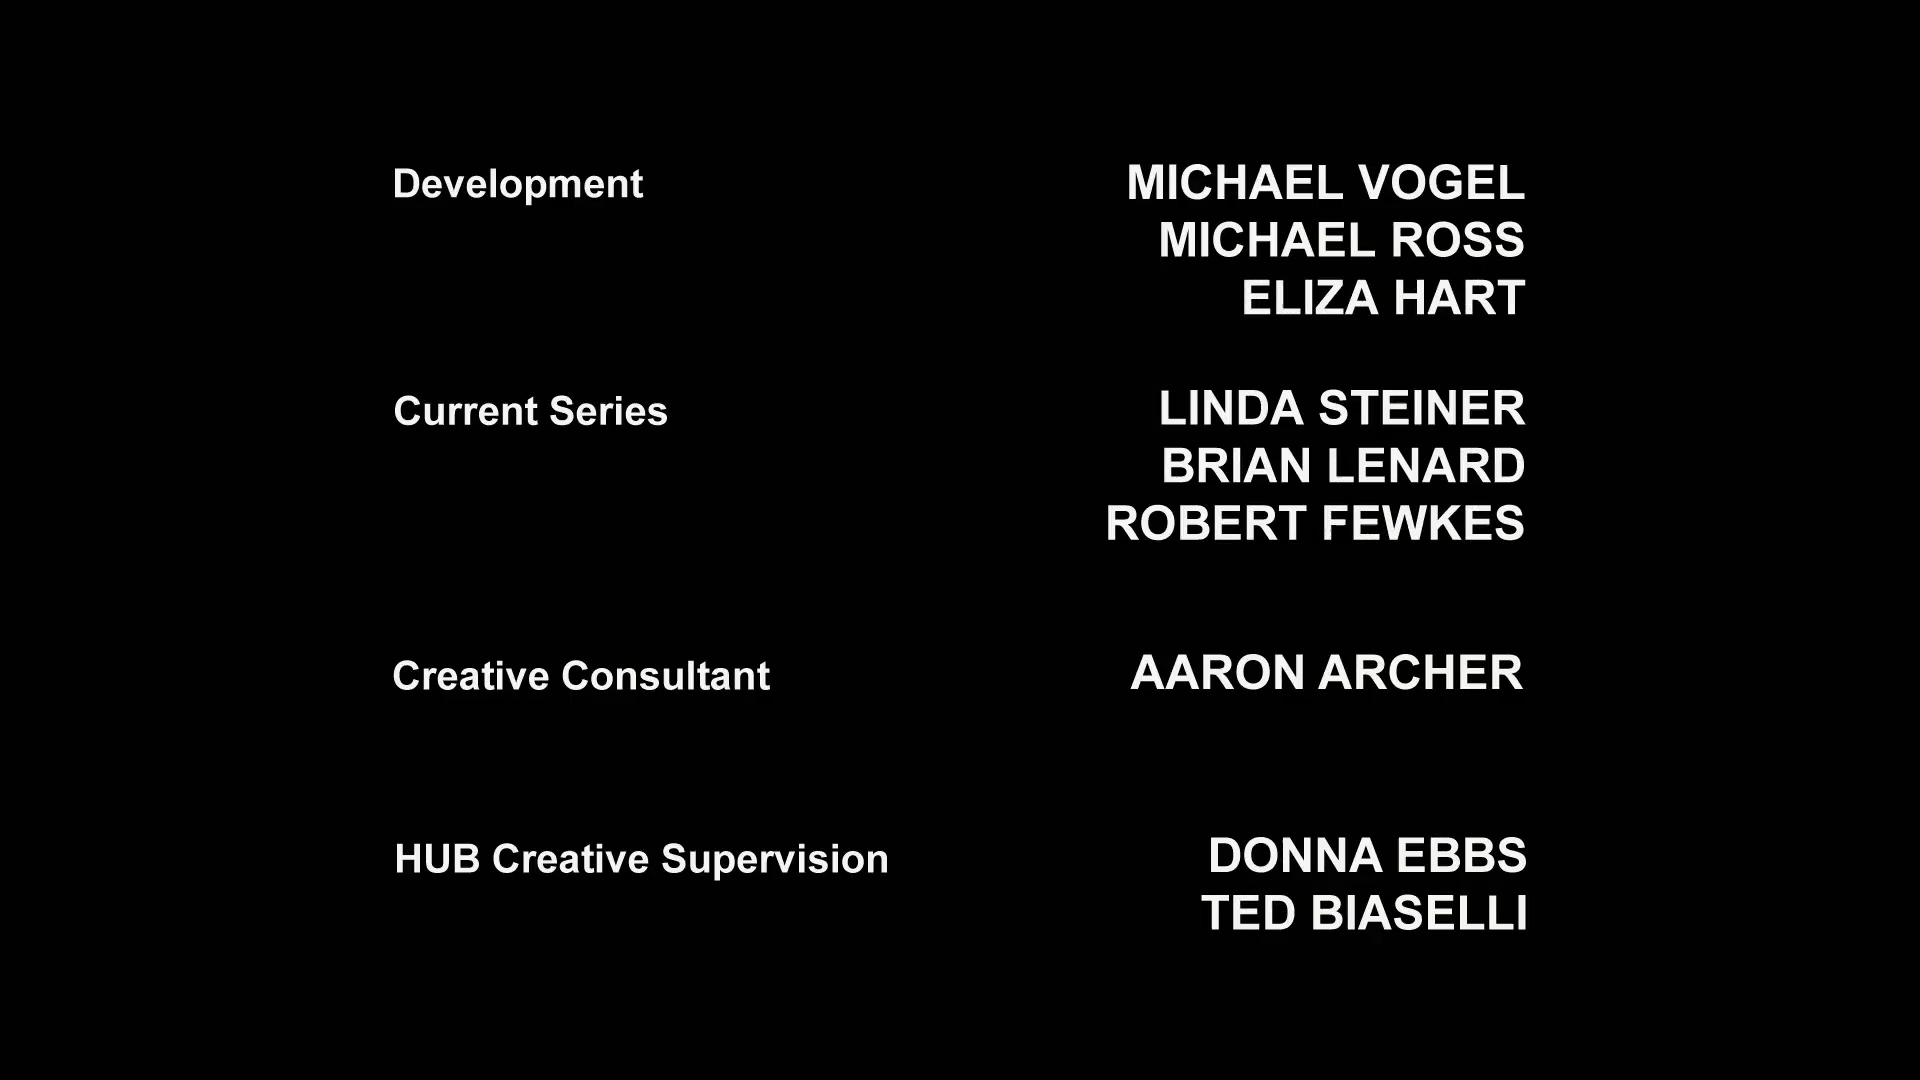 Development MICHAEL VOGEL
MICHAEL ROSS
ELIZA HART
Current Series LINDA STEINER
BRIAN LENARD
ROBERT FEWKES
Creative Consultant AARON ARCHER
HUB Creative Supervision DONNA EBBS
TED BIASELLI